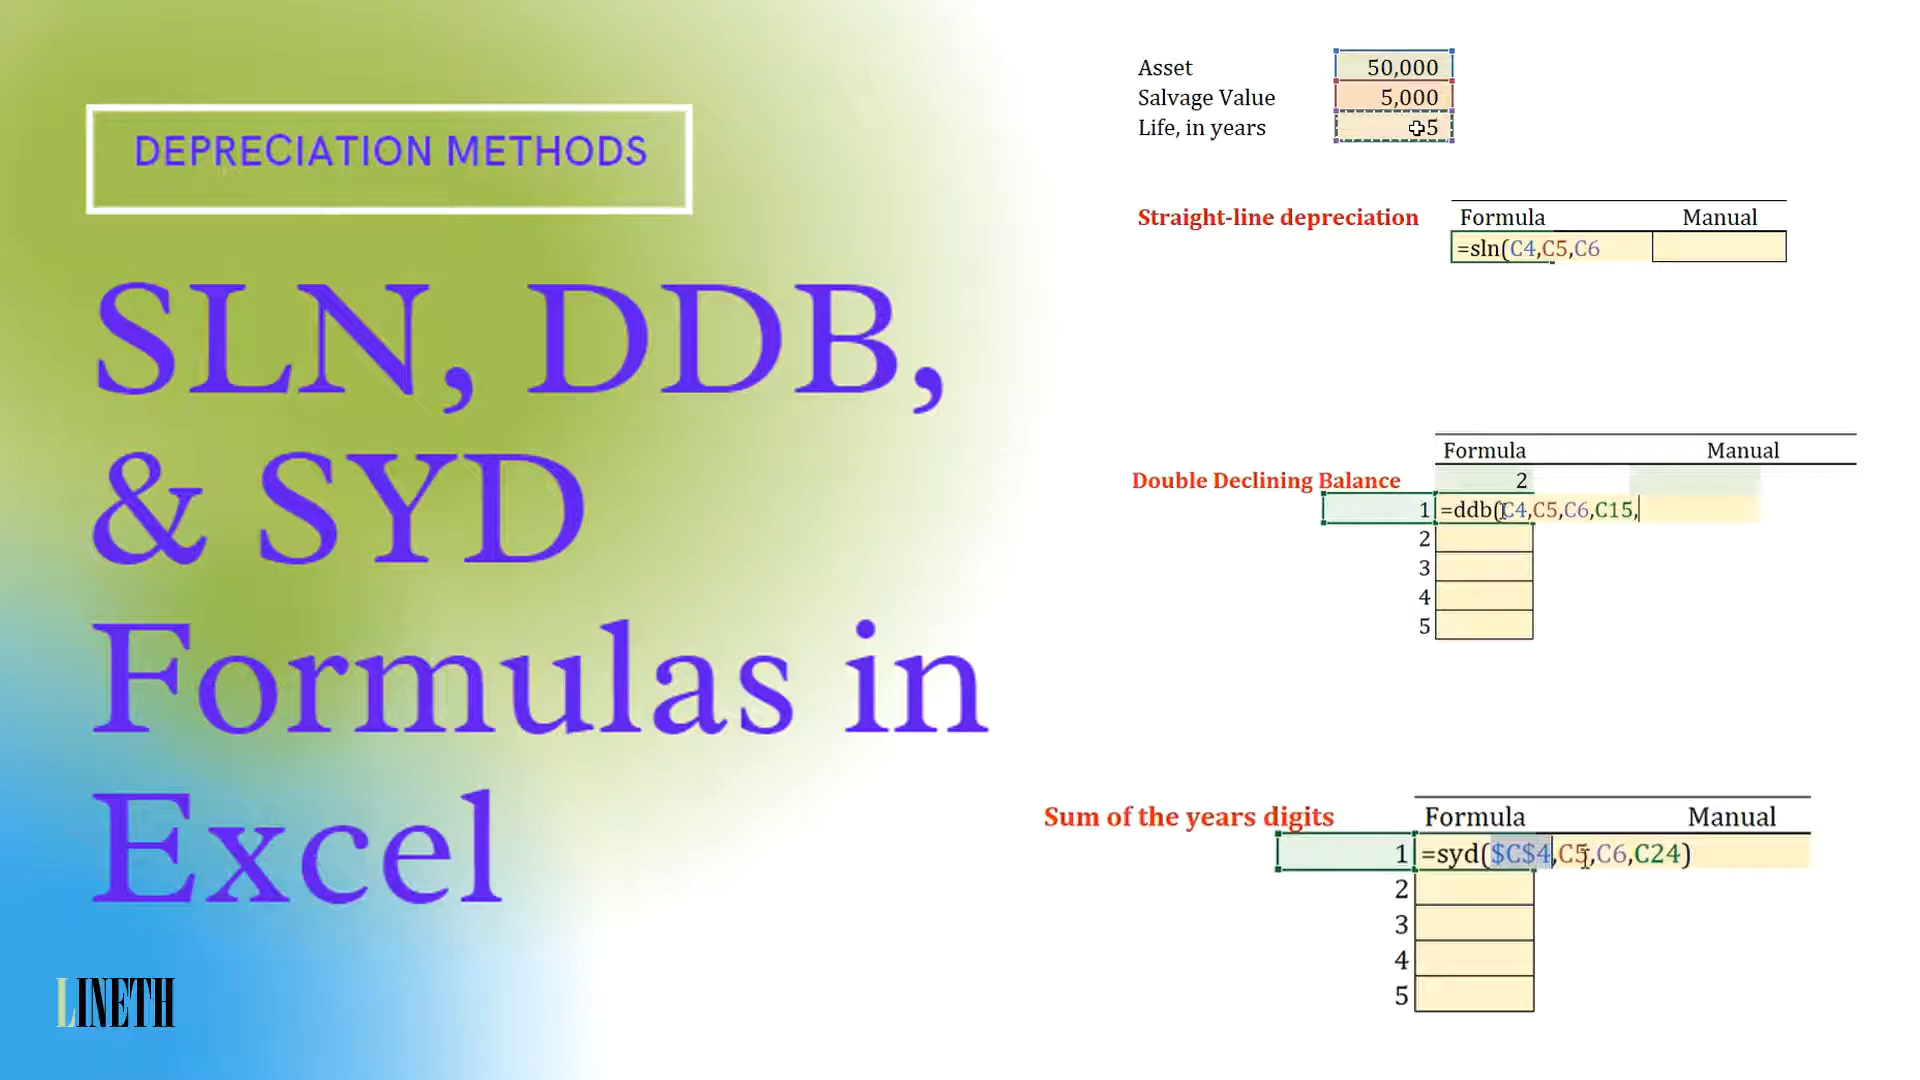 DEPRECIATION METHODS
SLN, DDB,
& SYD
Formulas in
Excel
LINETH
Asset 50,000
Salvage Value 5,000
Life, in years 5
Straight-line depreciation Formula Manual
=sln(C4,C5,C6
Formula Manual
Double Declining Balance 2
1 =ddb(C4,C5,C6,C15,
2
3
4
5
Sum of the years digits Formula Manual
1 =syd($C$4,C5,C6,C24)
2
3
4
5